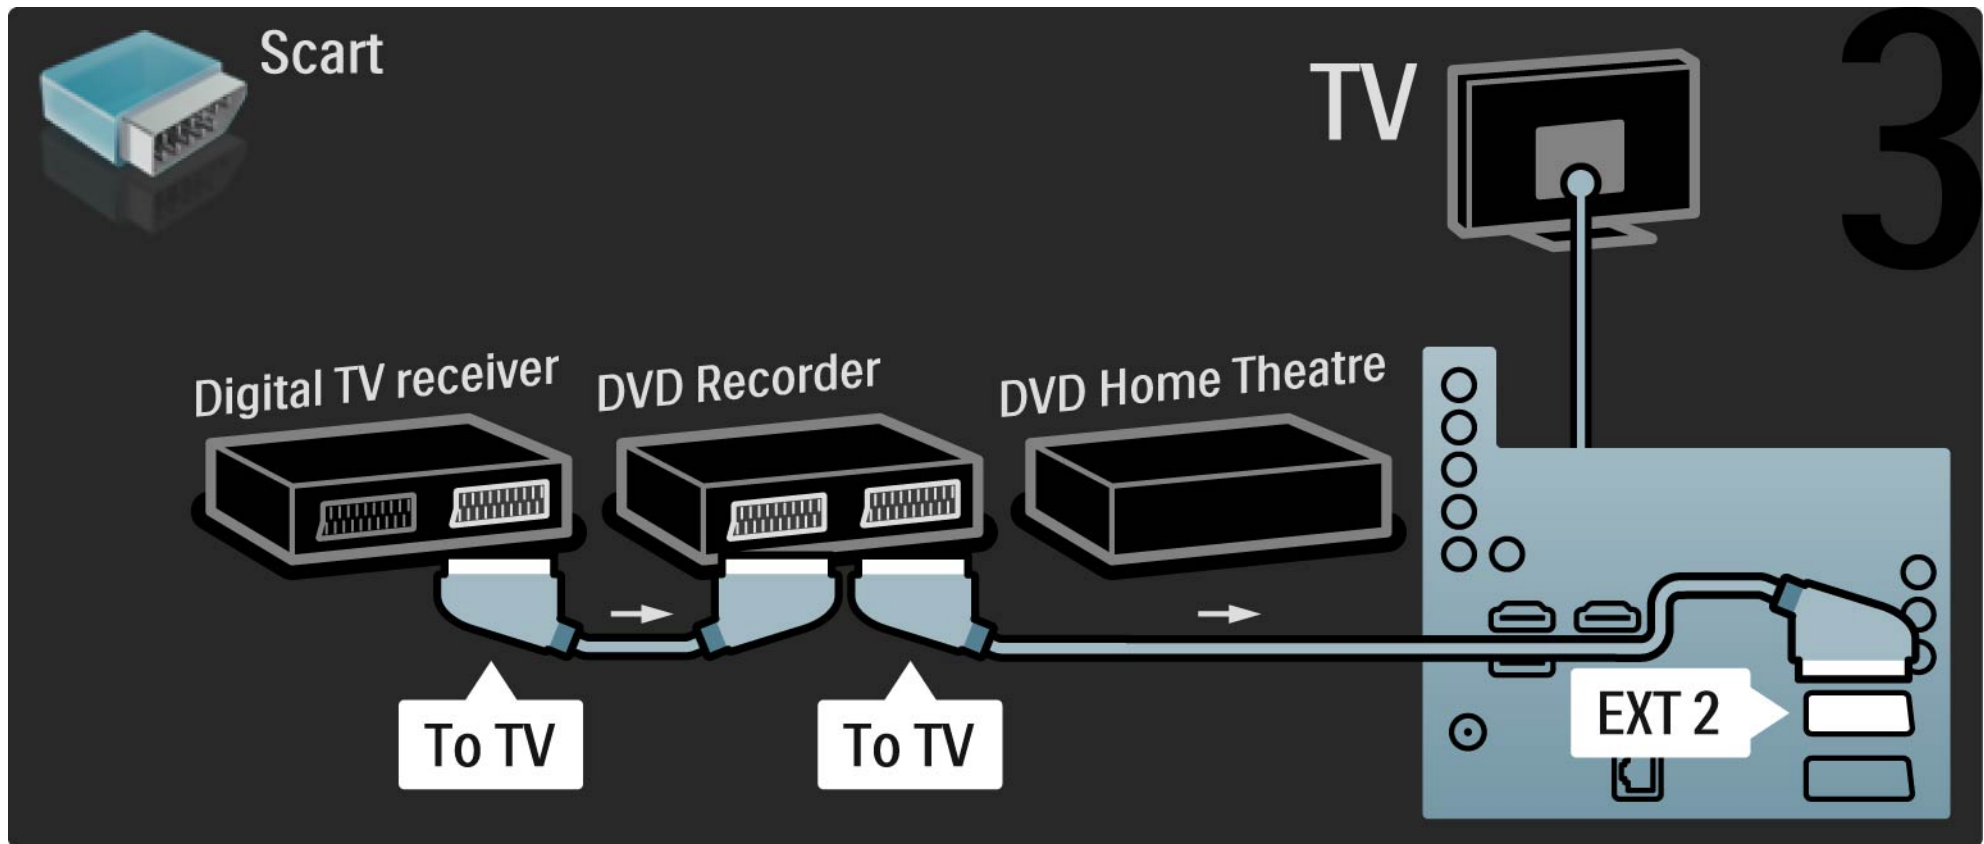 Scart
TV
3
Digital TV receiver
DVD Recorder
DVD Home Theatre
To TV
To TV
EXT 2